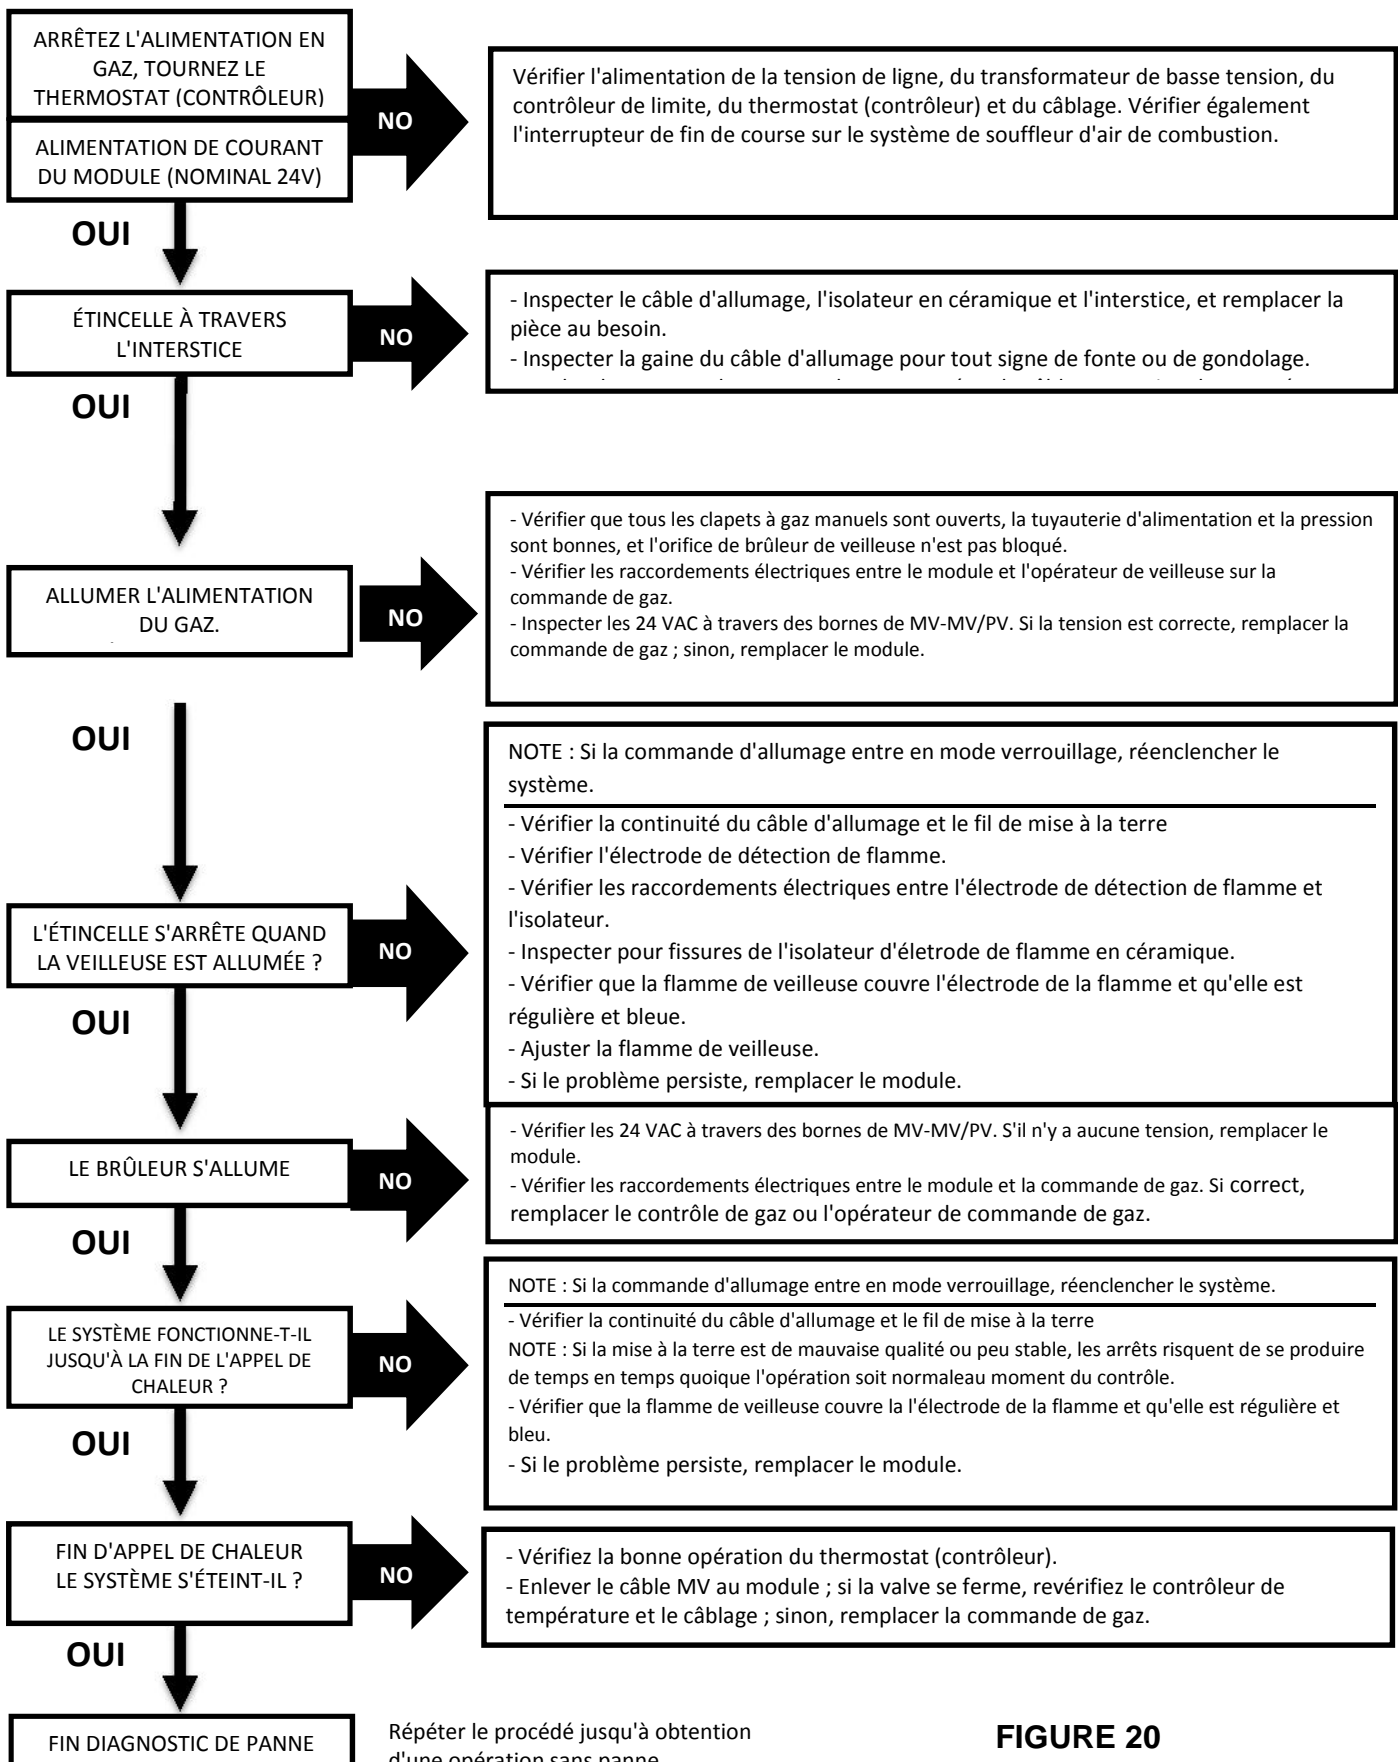 ARRÊTEZ L'ALIMENTATION EN
GAZ, TOURNEZ LE
THERMOSTAT (CONTRÔLEUR)
ALIMENTATION DE COURANT
DU MODULE (NOMINAL 24V)
NO
Vérifier l'alimentation de la tension de ligne, du transformateur de basse tension, du
contrôleur de limite, du thermostat (contrôleur) et du câblage. Vérifier également
l'interrupteur de fin de course sur le système de souffleur d'air de combustion.
OUI
ÉTINCELLE À TRAVERS
L'INTERSTICE
NO
- Inspecter le câble d'allumage, l'isolateur en céramique et l'interstice, et remplacer la
pièce au besoin.
- Inspecter la gaine du câble d'allumage pour tout signe de fonte ou de gondolage.
OUI
ALLUMER L'ALIMENTATION
DU GAZ.
NO
- Vérifier que tous les clapets à gaz manuels sont ouverts, la tuyauterie d'alimentation et la pression
sont bonnes, et l'orifice de brûleur de veilleuse n'est pas bloqué.
- Vérifier les raccordements électriques entre le module et l'opérateur de veilleuse sur la
commande de gaz.
- Inspecter les 24 VAC à travers des bornes de MV-MV/PV. Si la tension est correcte, remplacer la
commande de gaz ; sinon, remplacer le module.
OUI
L'ÉTINCELLE S'ARRÊTE QUAND
LA VEILLEUSE EST ALLUMÉE ?
NO
NOTE : Si la commande d'allumage entre en mode verrouillage, réenclencher le
système.
- Vérifier la continuité du câble d'allumage et le fil de mise à la terre
- Vérifier l'électrode de détection de flamme.
- Vérifier les raccordements électriques entre l'électrode de détection de flamme et
l'isolateur.
- Inspecter pour fissures de l'isolateur d'életrode de flamme en céramique.
- Vérifier que la flamme de veilleuse couvre l'électrode de la flamme et qu'elle est
régulière et bleue.
- Ajuster la flamme de veilleuse.
- Si le problème persiste, remplacer le module.
OUI
LE BRÛLEUR S'ALLUME
NO
- Vérifier les 24 VAC à travers des bornes de MV-MV/PV. S'il n'y a aucune tension, remplacer le
module.
- Vérifier les raccordements électriques entre le module et la commande de gaz. Si correct,
remplacer le contrôle de gaz ou l'opérateur de commande de gaz.
OUI
LE SYSTÈME FONCTIONNE-T-IL
JUSQU'À LA FIN DE L'APPEL DE
CHALEUR ?
NO
NOTE : Si la commande d'allumage entre en mode verrouillage, réenclencher le système.
- Vérifier la continuité du câble d'allumage et le fil de mise à la terre
NOTE : Si la mise à la terre est de mauvaise qualité ou peu stable, les arrêts risquent de se produire
de temps en temps quoique l'opération soit normaleau moment du contrôle.
- Vérifier que la flamme de veilleuse couvre la l'électrode de la flamme et qu'elle est régulière et
bleu.
- Si le problème persiste, remplacer le module.
OUI
FIN D'APPEL DE CHALEUR
LE SYSTÈME S'ÉTEINT-IL ?
NO
- Vérifiez la bonne opération du thermostat (contrôleur).
- Enlever le câble MV au module ; si la valve se ferme, revérifiez le contrôleur de
température et le câblage ; sinon, remplacer la commande de gaz.
OUI
FIN DIAGNOSTIC DE PANNE
Répéter le procédé jusqu'à obtention
d'une opération sans panne
FIGURE 20